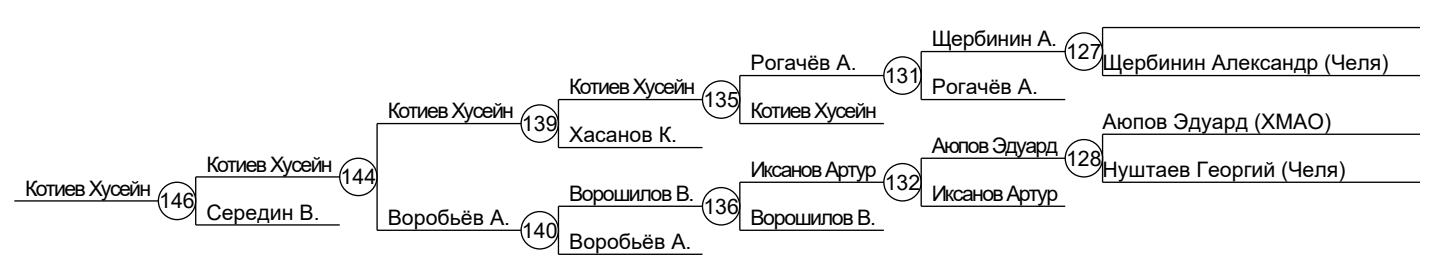 Щербинин А.
127
Щербинин Александр (Челя)
Рогачёв А.
131
Рогачёв А.
Котиев Хусейн
135
Котиев Хусейн
Котиев Хусейн
139
Хасанов К.
Аюпов Эдуард (ХМАО)
Аюпов Эдуард
128
Нуштаев Георгий (Челя)
Котиев Хусейн
144
Иксанов Артур
132
Иксанов Артур
Котиев Хусейн
146
Середин В.
Ворошилов В.
136
Ворошилов В.
Воробьёв А.
140
Воробьёв А.